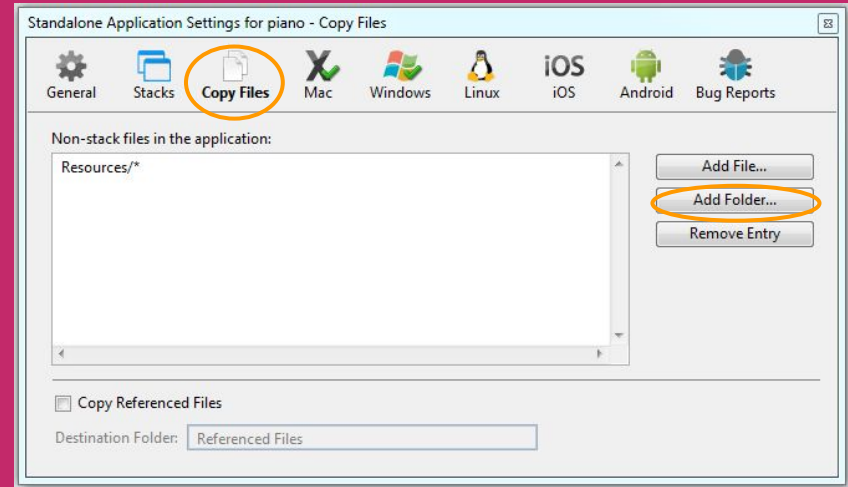 Standalone Application Settings for piano - Copy Files
General Stacks Copy Files Mac Windows Linux iOS iOS Android Bug Reports
Non-stack files in the application:
Resources/*
Add File...
Add Folder...
Remove Entry
Copy Referenced Files
Destination Folder: Referenced Files